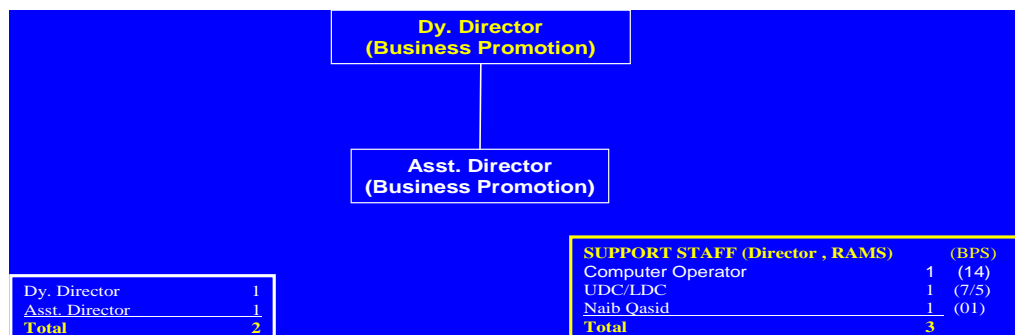 Dy. Director
(Business Promotion)
Asst. Director
(Business Promotion)
Dy. Director 1
Asst. Director 1
Total 2
SUPPORT STAFF (Director , RAMS) (BPS)
Computer Operator 1 (14)
UDC/LDC 1 (7/5)
Naib Qasid 1 (01)
Total 3